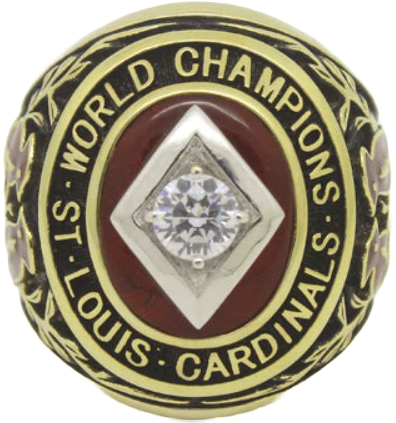 WORLD CHAMPIONS
· ST. LOUIS · CARDINALS ·